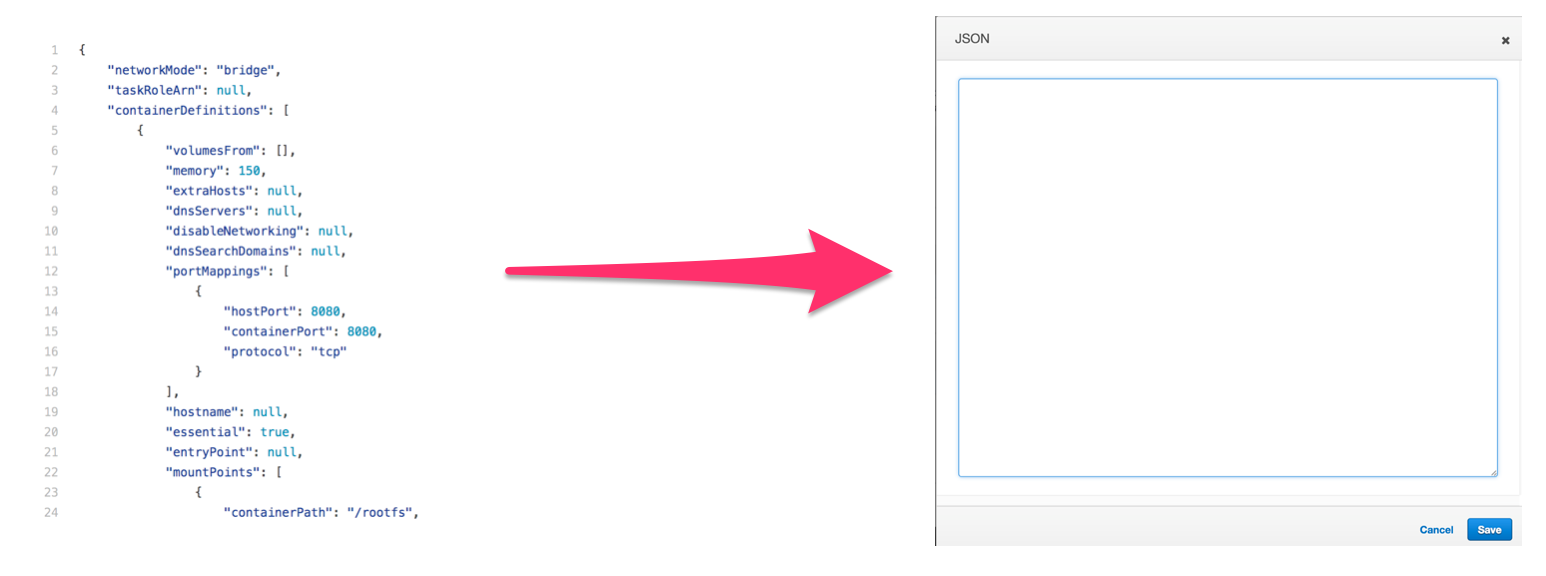 1 {
2     "networkMode": "bridge",
3     "taskRoleArn": null,
4     "containerDefinitions": [
5         {
6             "volumesFrom": [],
7             "memory": 150,
8             "extraHosts": null,
9             "dnsServers": null,
10             "disableNetworking": null,
11             "dnsSearchDomains": null,
12             "portMappings": [
13                 {
14                     "hostPort": 8080,
15                     "containerPort": 8080,
16                     "protocol": "tcp"
17                 }
18             ],
19             "hostname": null,
20             "essential": true,
21             "entryPoint": null,
22             "mountPoints": [
23                 {
24                     "containerPath": "/rootfs",
JSON
Cancel Save